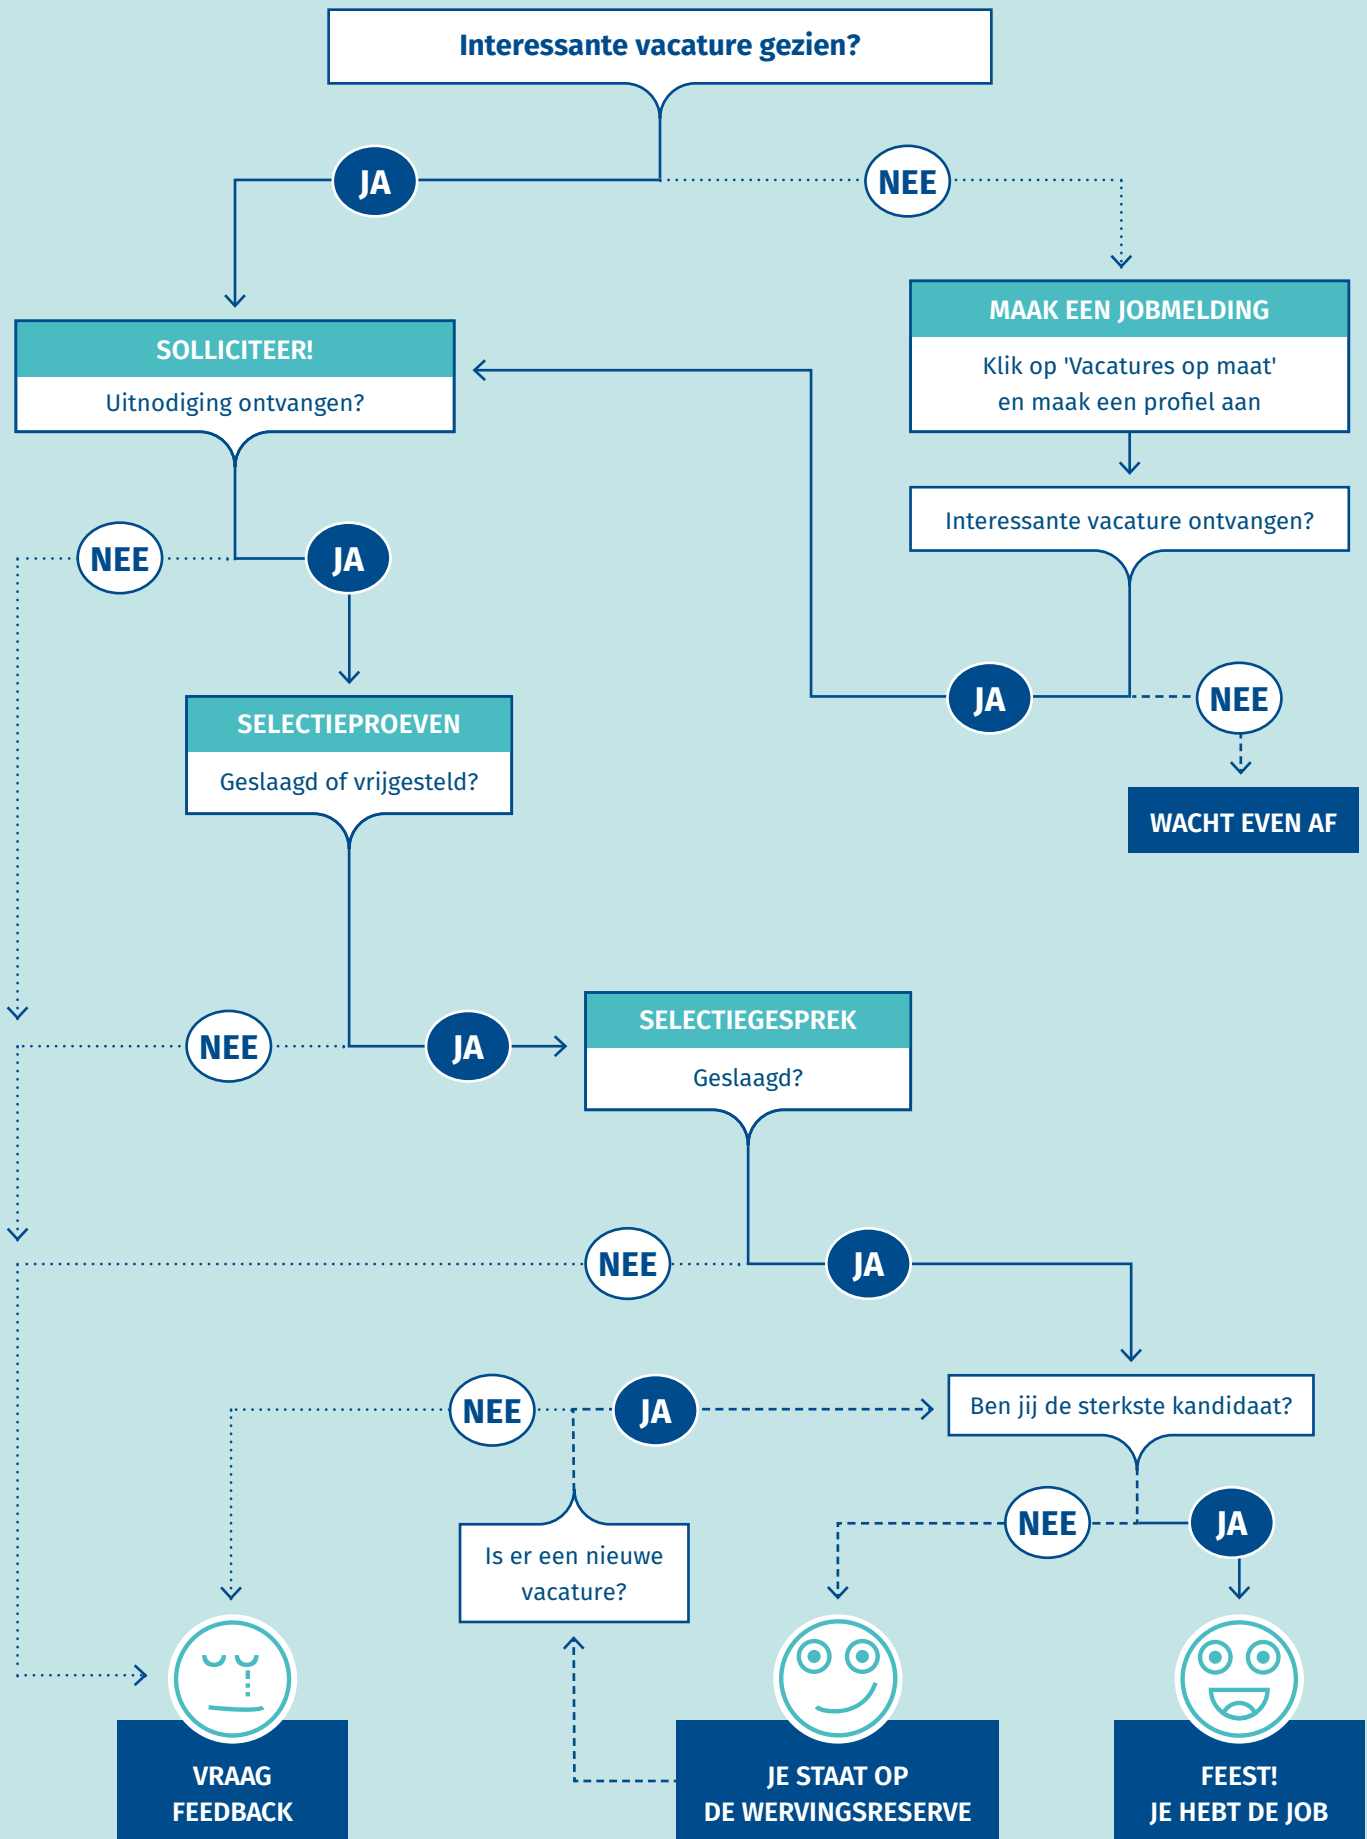 Interessante vacature gezien?
JA
NEE
SOLLICITEER!
Uitnodiging ontvangen?
MAAK EEN JOBMELDING
Klik op 'Vacatures op maat'
en maak een profiel aan
Interessante vacature ontvangen?
NEE
JA
JA
NEE
SELECTIEPROEVEN
Geslaagd of vrijgesteld?
WACHT EVEN AF
NEE
JA
SELECTIEGESPREK
Geslaagd?
NEE
JA
NEE
JA
Ben jij de sterkste kandidaat?
NEE
JA
Is er een nieuwe
vacature?
VRAAG
FEEDBACK
JE STAAT OP
DE WERVINGSRESERVE
FEEST!
JE HEBT DE JOB